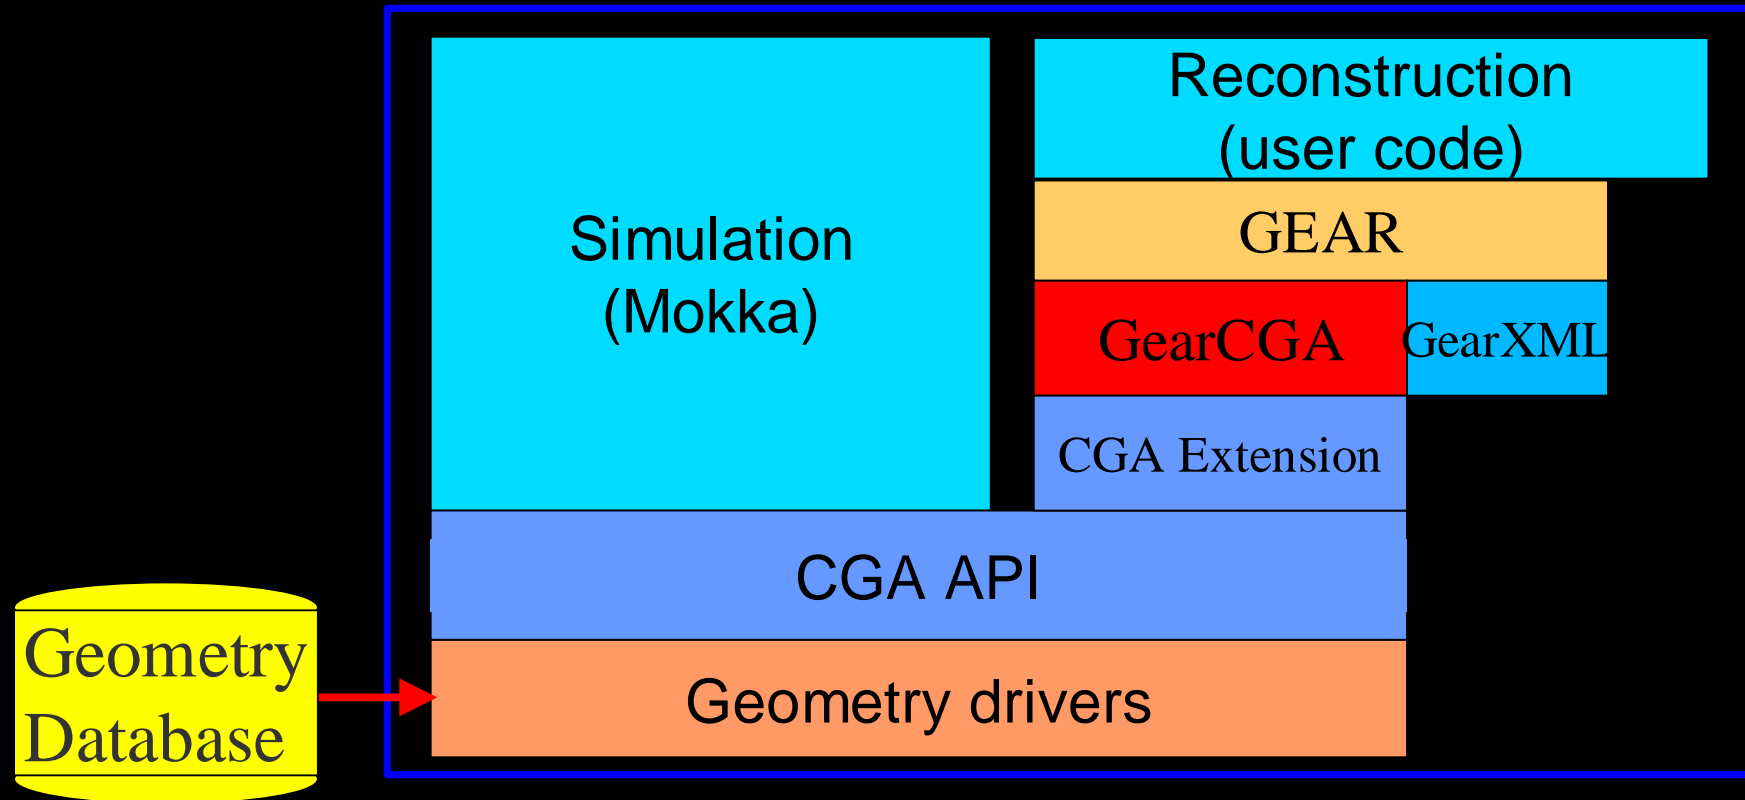 Reconstruction
(user code)
Simulation
(Mokka)
GEAR
GearCGA
GearXML
CGA Extension
CGA API
Geometry
Database
Geometry drivers